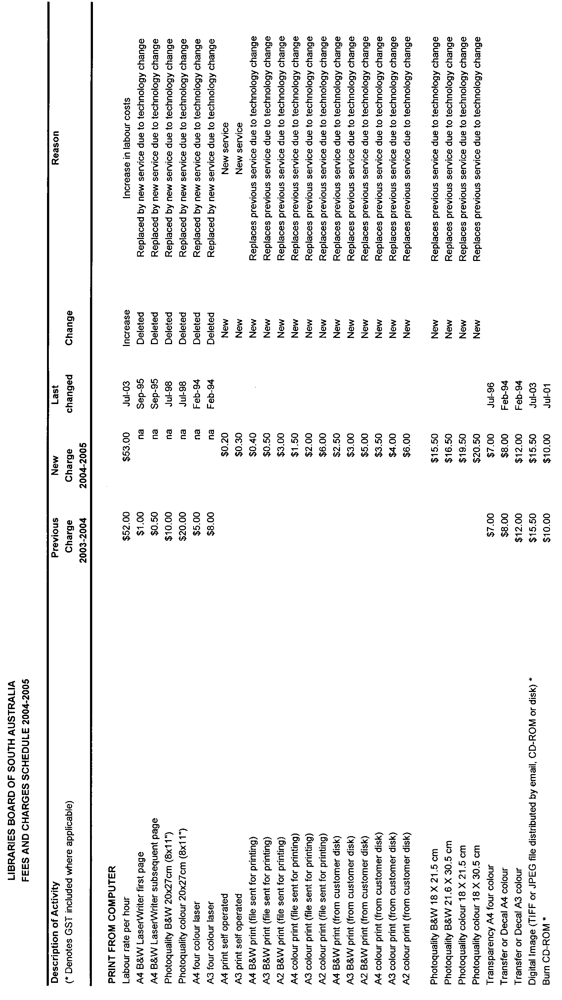 LIBRARIES BOARD OF SOUTH AUSTRALIA
FEES AND CHARGES SCHEDULE 2004-2005
Description of Activity Previous New Last Reason
(* Denotes GST included where applicable) Charge Charge changed Change
2003-2004 2004-2005
PRINT FROM COMPUTER
Labour rate per hour $52.00 $53.00 Jul-03 Increase Increase in labour costs
A4 B&W LaserWriter first page $1.00 na Sep-95 Deleted Replaced by new service due to technology change
A4 B&W LaserWriter subsequent page $0.50 na Sep-95 Deleted Replaced by new service due to technology change
Photoquality B&W 20x27cm (8x11") $10.00 na Jul-98 Deleted Replaced by new service due to technology change
Photoquality colour 20x27cm (8x11") $20.00 na Jul-98 Deleted Replaced by new service due to technology change
A4 four colour laser $5.00 na Feb-94 Deleted Replaced by new service due to technology change
A3 four colour laser $8.00 na Feb-94 Deleted Replaced by new service due to technology change
A4 print self operated $0.20 New New service
A3 print self operated $0.30 New New service
A4 B&W print (file sent for printing) $0.40 New Replaces previous service due to technology change
A3 B&W print (file sent for printing) $0.50 New Replaces previous service due to technology change
A2 B&W print (file sent for printing) $3.00 New Replaces previous service due to technology change
A4 colour print (file sent for printing) $1.50 New Replaces previous service due to technology change
A3 colour print (file sent for printing) $2.00 New Replaces previous service due to technology change
A2 colour print (file sent for printing) $6.00 New Replaces previous service due to technology change
A4 B&W print (from customer disk) $2.50 New Replaces previous service due to technology change
A3 B&W print (from customer disk) $3.00 New Replaces previous service due to technology change
A2 B&W print (from customer disk) $5.00 New Replaces previous service due to technology change
A4 colour print (from customer disk) $3.50 New Replaces previous service due to technology change
A3 colour print (from customer disk) $4.00 New Replaces previous service due to technology change
A2 colour print (from customer disk) $6.00 New Replaces previous service due to technology change
Photoquality B&W 18 X 21.5 cm $15.50 New Replaces previous service due to technology change
Photoquality B&W 21.6 X 30.5 cm $16.50 New Replaces previous service due to technology change
Photoquality colour 18 X 21.5 cm $19.50 New Replaces previous service due to technology change
Photoquality colour 18 X 30.5 cm $20.50 New Replaces previous service due to technology change
Transparency A4 four colour $7.00 $7.00 Jul-96
Transfer or Decal A4 colour $8.00 $8.00 Feb-94
Transfer or Decal A3 colour $12.00 $12.00 Feb-94
Digital Image (TIFF or JPEG file distributed by email, CD-ROM or disk) * $15.50 $15.50 Jul-03
Burn CD-ROM * $10.00 $10.00 Jul-01